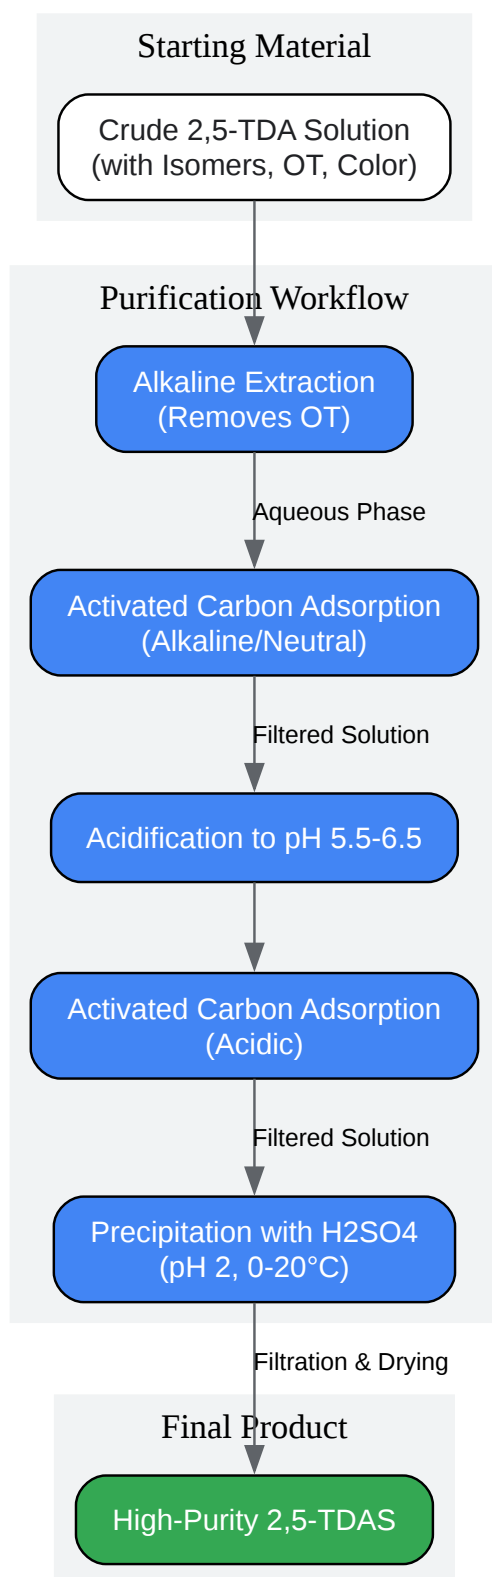 Starting Material
Crude 2,5-TDA Solution
(with Isomers, OT, Color)
Purification Workflow
Alkaline Extraction
(Removes OT)
Aqueous Phase
Activated Carbon Adsorption
(Alkaline/Neutral)
Filtered Solution
Acidification to pH 5.5-6.5
Activated Carbon Adsorption
(Acidic)
Filtered Solution
Precipitation with H2SO4
(pH 2, 0-20°C)
Filtration & Drying
Final Product
High-Purity 2,5-TDAS